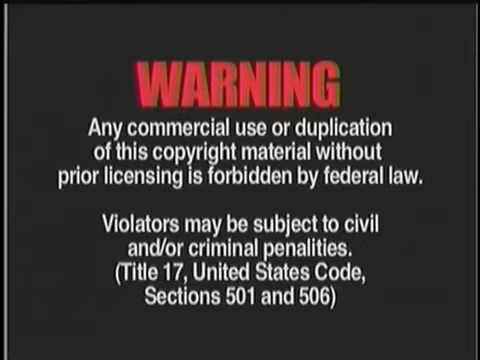 WARNING
Any commercial use or duplication
of this copyright material without
prior licensing is forbidden by federal law.
Violators may be subject to civil
and/or criminal penalities.
(Title 17, United States Code,
Sections 501 and 506)